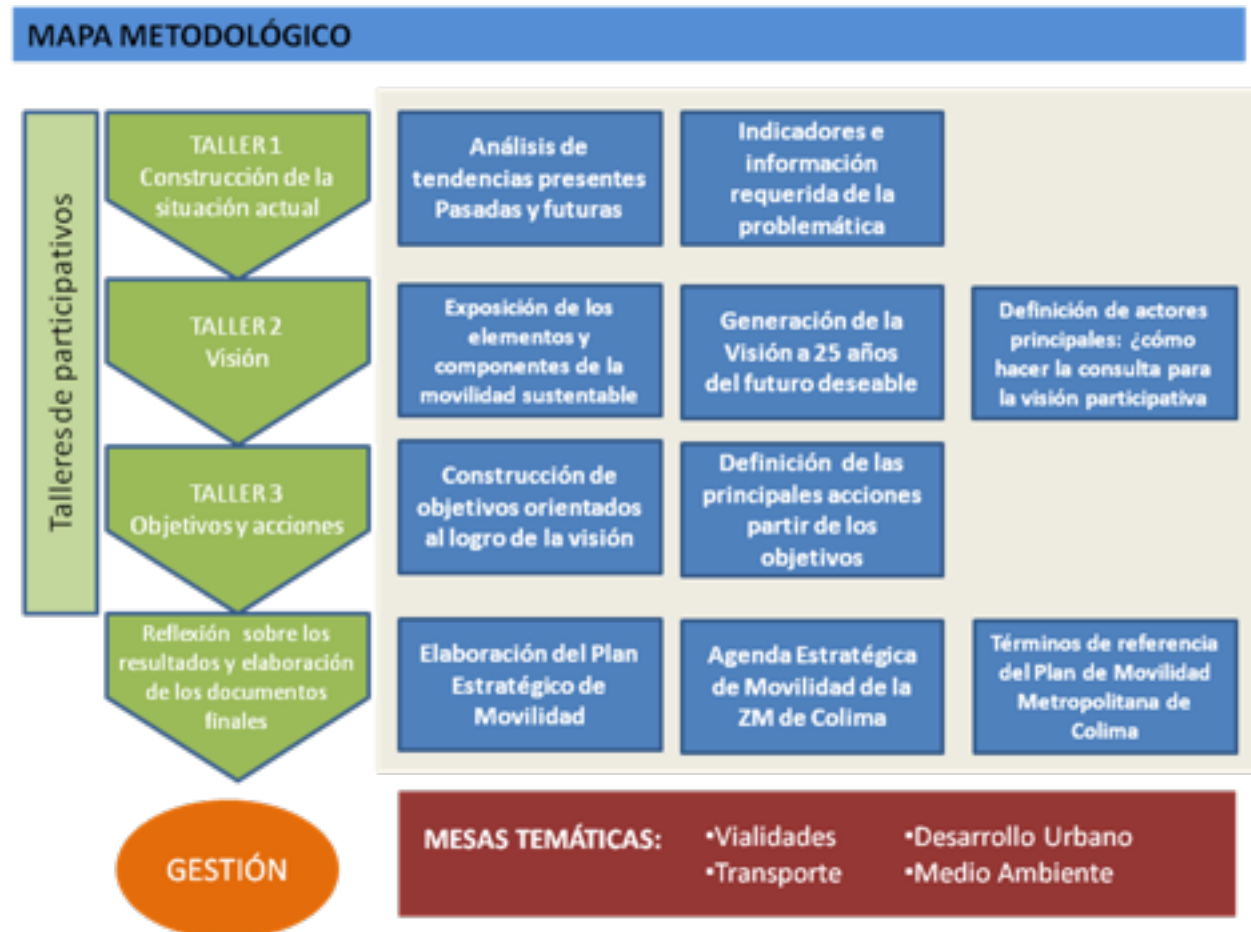 MAPA METODOLÓGICO
Talleres de participativos
TALLER 1
Construcción de la
situación actual
Análisis de
tendencias presentes
Pasadas y futuras
Indicadores e
información
requerida de la
problemática
TALLER 2
Visión
Exposición de los
elementos y
componentes de la
movilidad sustentable
Generación de la
Visión a 25 años
del futuro deseable
Definición de actores
principales: ¿cómo
hacer la consulta para
la visión participativa
TALLER 3
Objetivos y acciones
Construcción de
objetivos orientados
al logro de la visión
Definición de las
principales acciones
partir de los
objetivos
Reflexión sobre los
resultados y elaboración
de los documentos
finales
Elaboración del Plan
Estratégico de
Movilidad
Agenda Estratégica
de Movilidad de la
ZM de Colima
Términos de referencia
del Plan de Movilidad
Metropolitana de
Colima
GESTIÓN
MESAS TEMÁTICAS:
•Vialidades
•Transporte
•Desarrollo Urbano
•Medio Ambiente